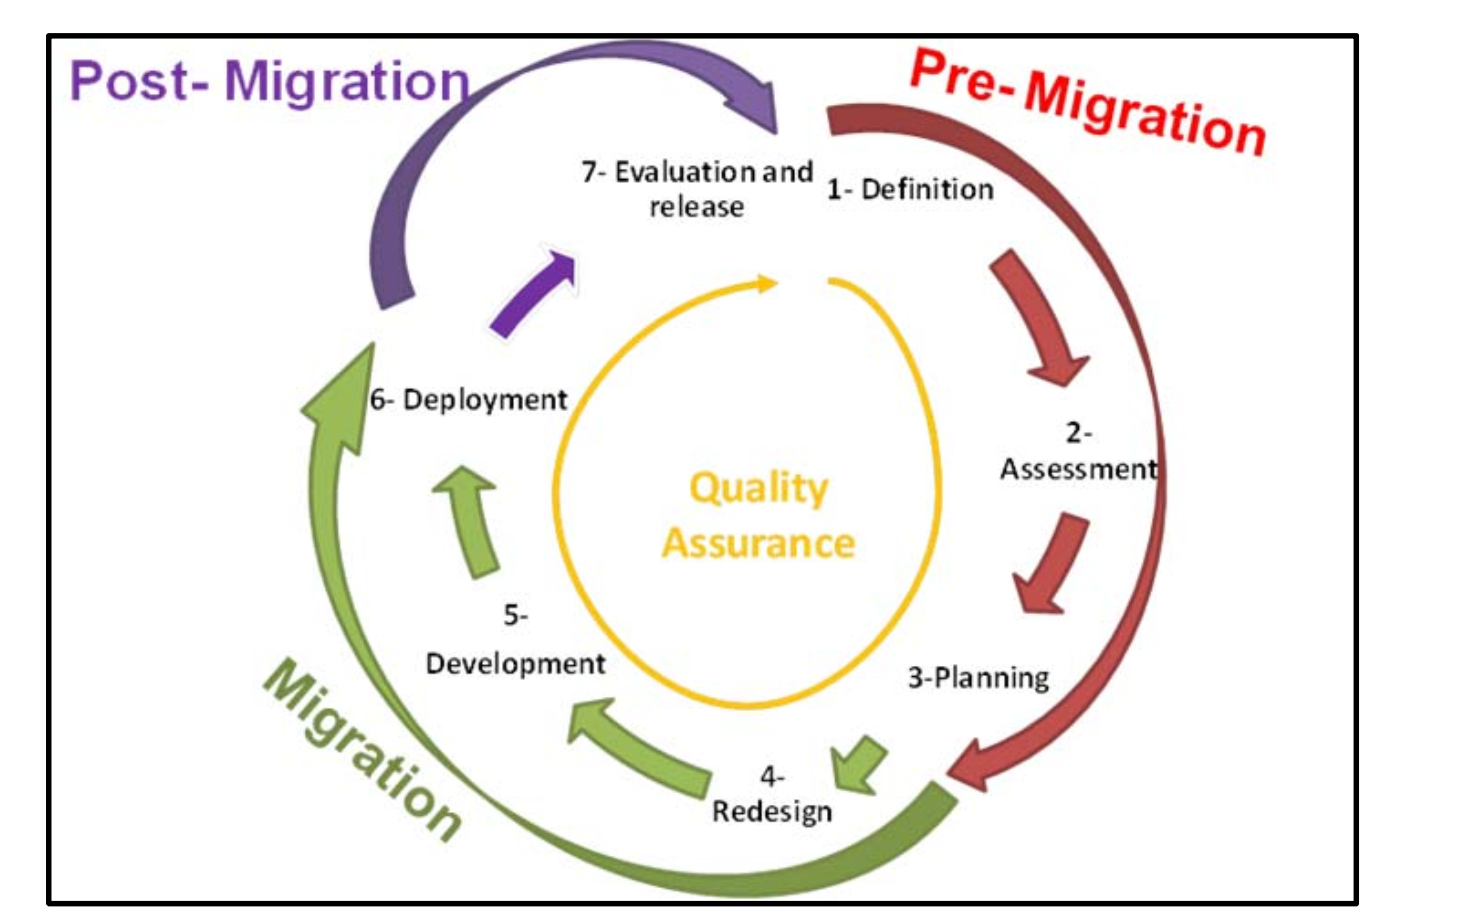 Post- Migration
Pre- Migration
7- Evaluation and
release
1- Definition
2-
Assessment
3-Planning
4-
Redesign
5-
Development
6- Deployment
Quality
Assurance
Migration